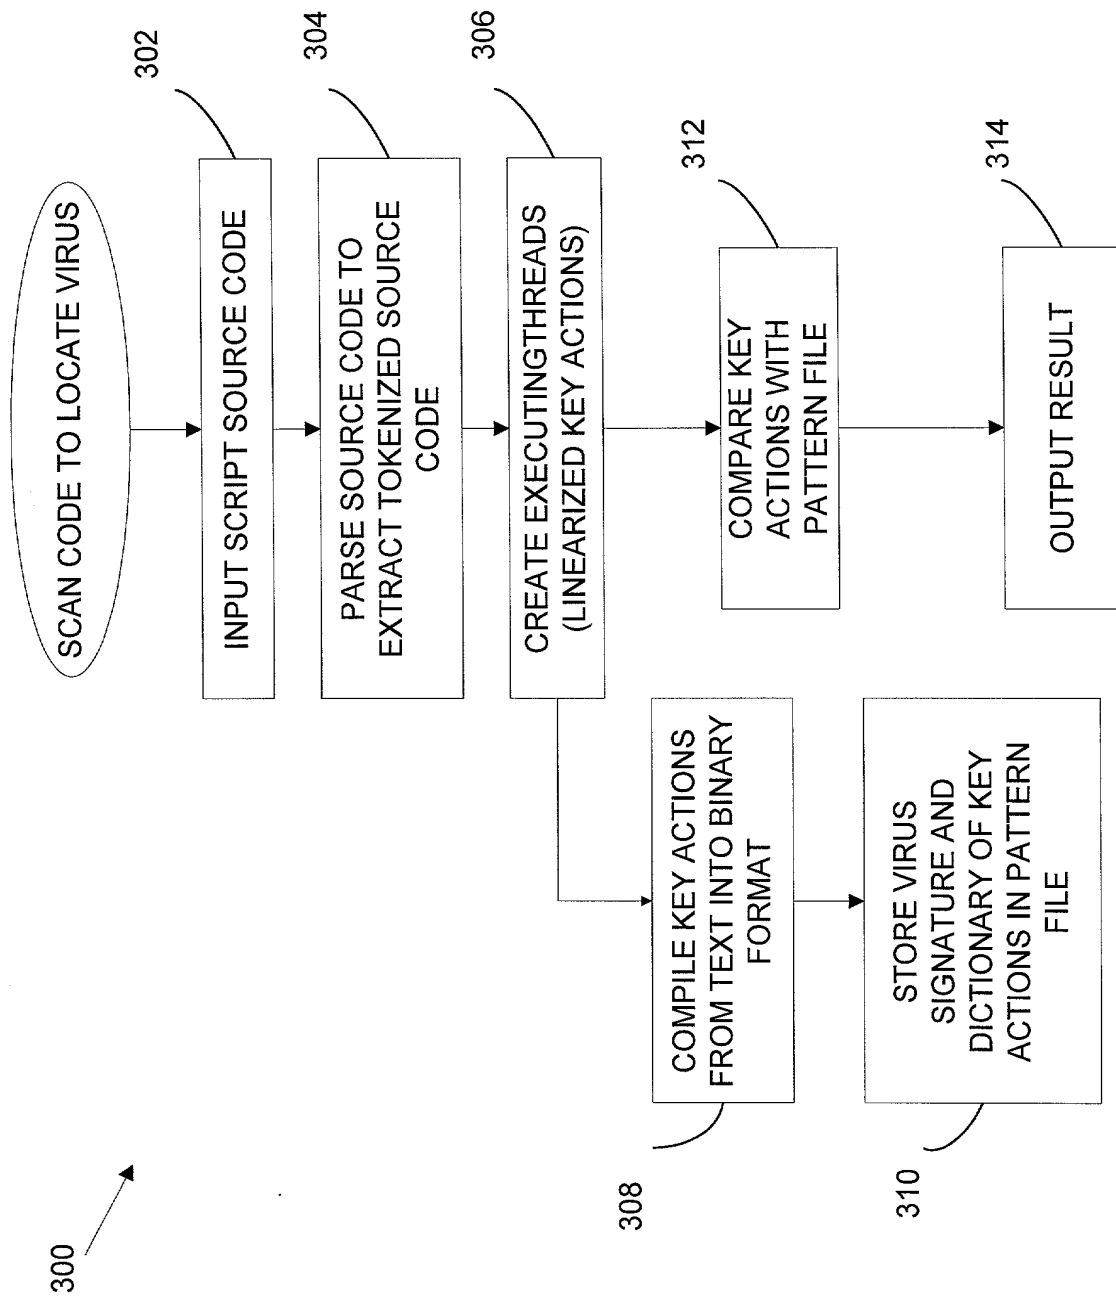 300
SCAN CODE TO LOCATE VIRUS
302
INPUT SCRIPT SOURCE CODE
304
PARSE SOURCE CODE TO
EXTRACT TOKENIZED SOURCE
CODE
306
CREATE EXECUTINGTHREADS
(LINEARIZED KEY ACTIONS)
308
COMPILE KEY ACTIONS
FROM TEXT INTO BINARY
FORMAT
310
STORE VIRUS
SIGNATURE AND
DICTIONARY OF KEY
ACTIONS IN PATTERN
FILE
312
COMPARE KEY
ACTIONS WITH
PATTERN FILE
314
OUTPUT RESULT